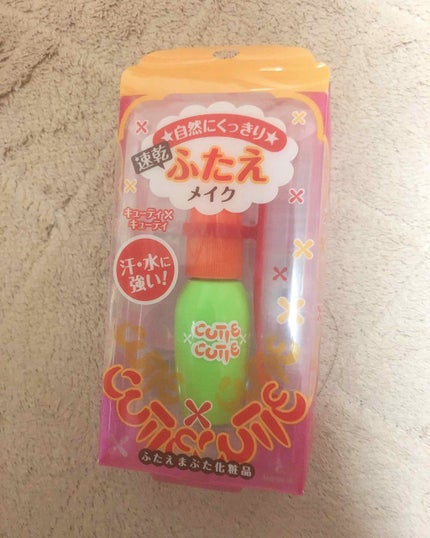 ★自然にくっきり★
速乾
ふたえ
メイク
キューティ×
キューティ
汗・水に
強い!
CUTIE
×CUTIE
CUTIE×CUTIE
ふたえまぶた化粧品